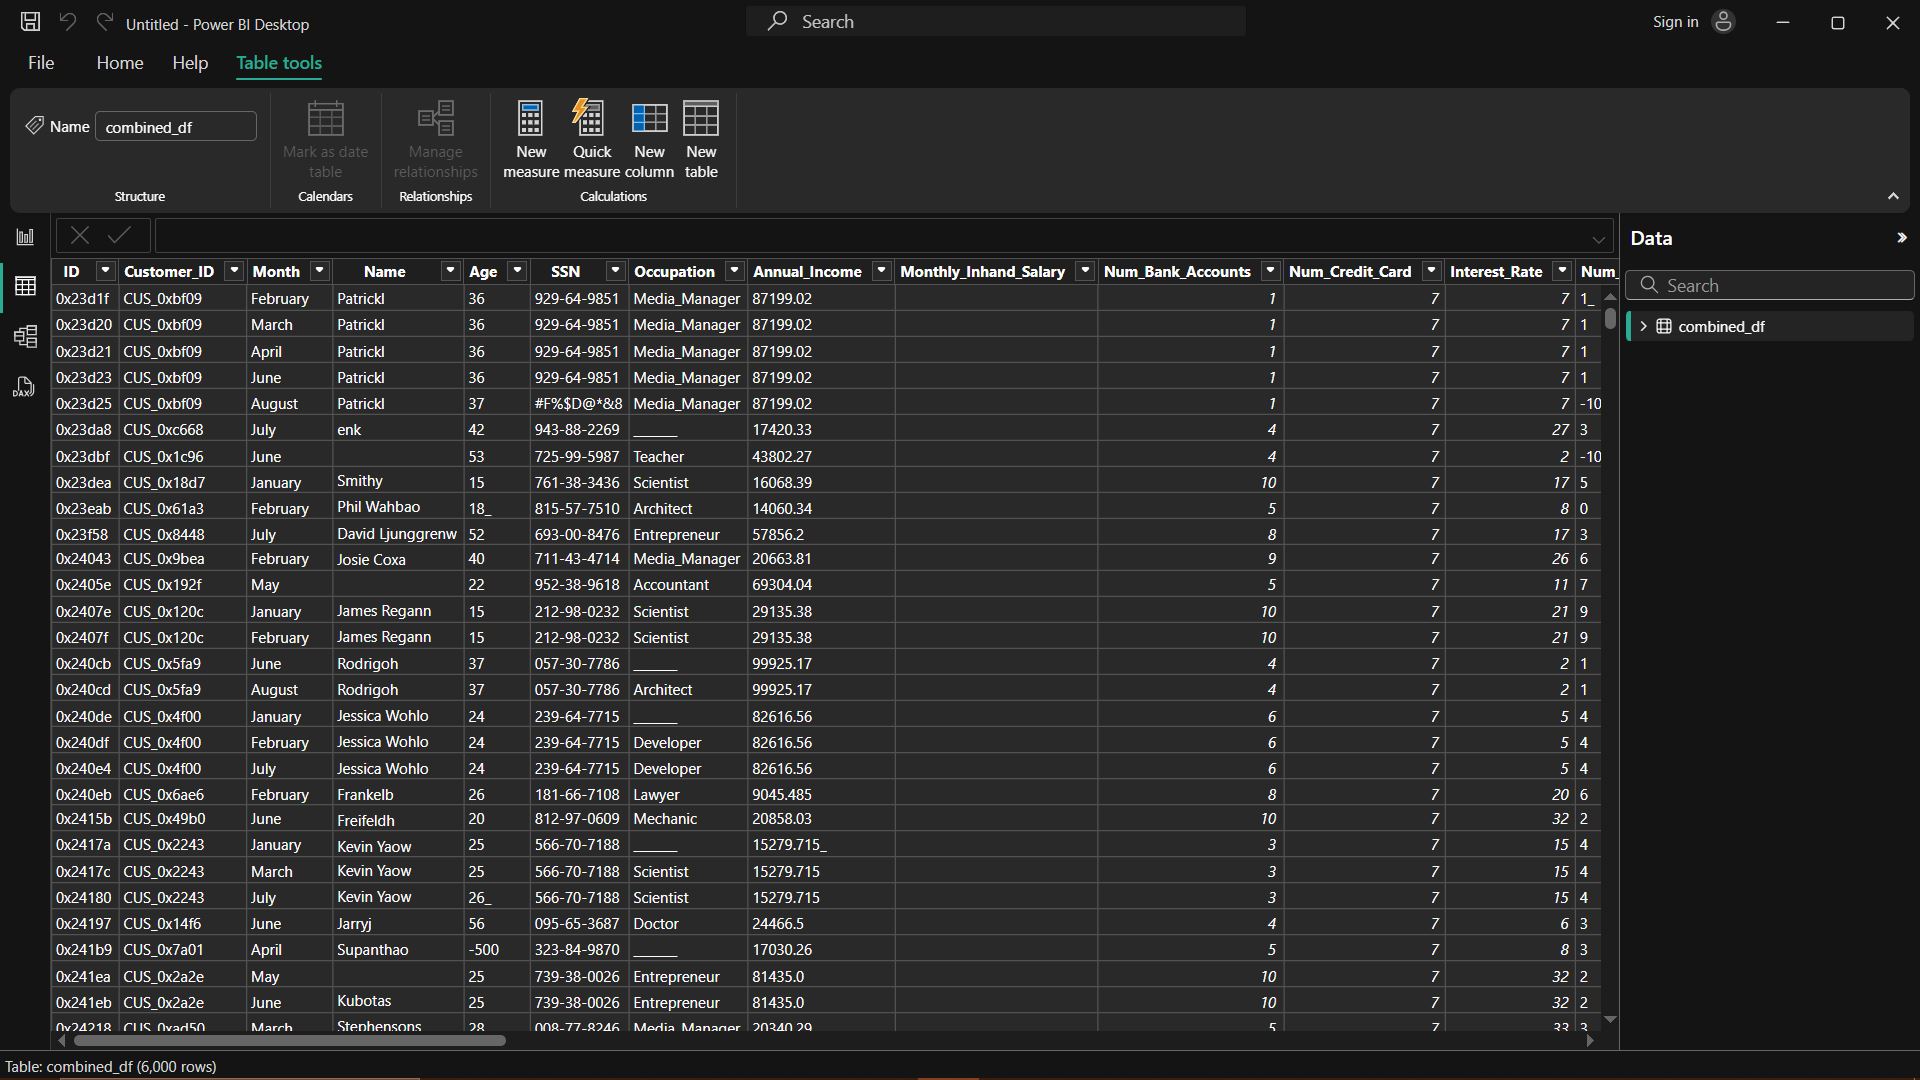 Untitled - Power BI Desktop
Search
Sign in
File Home Help Table tools
Name combined_df
Mark as date table
Manage relationships
New measure
Quick measure
New column
New table
Structure Calendars Relationships Calculations
Data
Search
combined_df
ID Customer_ID Month Name Age SSN Occupation Annual_Income Monthly_Inhand_Salary Num_Bank_Accounts Num_Credit_Card Interest_Rate Num_
0x23d1f CUS_0xbf09 February Patrickl 36 929-64-9851 Media_Manager 87199.02 1 7 7 1_
0x23d20 CUS_0xbf09 March Patrickl 36 929-64-9851 Media_Manager 87199.02 1 7 7 1
0x23d21 CUS_0xbf09 April Patrickl 36 929-64-9851 Media_Manager 87199.02 1 7 7 1
0x23d23 CUS_0xbf09 June Patrickl 36 929-64-9851 Media_Manager 87199.02 1 7 7 1
0x23d25 CUS_0xbf09 August Patrickl 37 #F%$D@*&8 Media_Manager 87199.02 1 7 7 -10
0x23da8 CUS_0xc668 July enk 42 943-88-2269 _______ 17420.33 4 7 27 3
0x23dbf CUS_0x1c96 June 53 725-99-5987 Teacher 43802.27 4 7 2 -10
0x23dea CUS_0x18d7 January Smithy 15 761-38-3436 Scientist 16068.39 10 7 17 5
0x23eab CUS_0x61a3 February Phil Wahbao 18_ 815-57-7510 Architect 14060.34 5 7 8 0
0x23f58 CUS_0x8448 July David Ljunggrenw 52 693-00-8476 Entrepreneur 57856.2 8 7 17 3
0x24043 CUS_0x9bea February Josie Coxa 40 711-43-4714 Media_Manager 20663.81 9 7 26 6
0x2405e CUS_0x192f May 22 952-38-9618 Accountant 69304.04 5 7 11 7
0x2407e CUS_0x120c January James Regann 15 212-98-0232 Scientist 29135.38 10 7 21 9
0x2407f CUS_0x120c February James Regann 15 212-98-0232 Scientist 29135.38 10 7 21 9
0x240cb CUS_0x5fa9 June Rodrigoh 37 057-30-7786 _______ 99925.17 4 7 2 1
0x240cd CUS_0x5fa9 August Rodrigoh 37 057-30-7786 Architect 99925.17 4 7 2 1
0x240de CUS_0x4f00 January Jessica Wohlo 24 239-64-7715 _______ 82616.56 6 7 5 4
0x240df CUS_0x4f00 February Jessica Wohlo 24 239-64-7715 Developer 82616.56 6 7 5 4
0x240e4 CUS_0x4f00 July Jessica Wohlo 24 239-64-7715 Developer 82616.56 6 7 5 4
0x240eb CUS_0x6ae6 February Frankelb 26 181-66-7108 Lawyer 9045.485 8 7 20 6
0x2415b CUS_0x49b0 June Freifeldh 20 812-97-0609 Mechanic 20858.03 10 7 32 2
0x2417a CUS_0x2243 January Kevin Yaow 25 566-70-7188 _______ 15279.715_ 3 7 15 4
0x2417c CUS_0x2243 March Kevin Yaow 25 566-70-7188 Scientist 15279.715 3 7 15 4
0x24180 CUS_0x2243 July Kevin Yaow 26_ 566-70-7188 Scientist 15279.715 3 7 15 4
0x24197 CUS_0x14f6 June Jarryj 56 095-65-3687 Doctor 24466.5 4 7 6 3
0x241b9 CUS_0x7a01 April Supanthao -500 323-84-9870 _______ 17030.26 5 7 8 3
0x241ea CUS_0x2a2e May 25 739-38-0026 Entrepreneur 81435.0 10 7 32 2
0x241eb CUS_0x2a2e June Kubotas 25 739-38-0026 Entrepreneur 81435.0 10 7 32 2
0x24218 CUS_0xad50 March Stephensons 28 008-77-8246 Media_Manager 20340.29 5 7 33 3
Table: combined_df (6,000 rows)
DAX